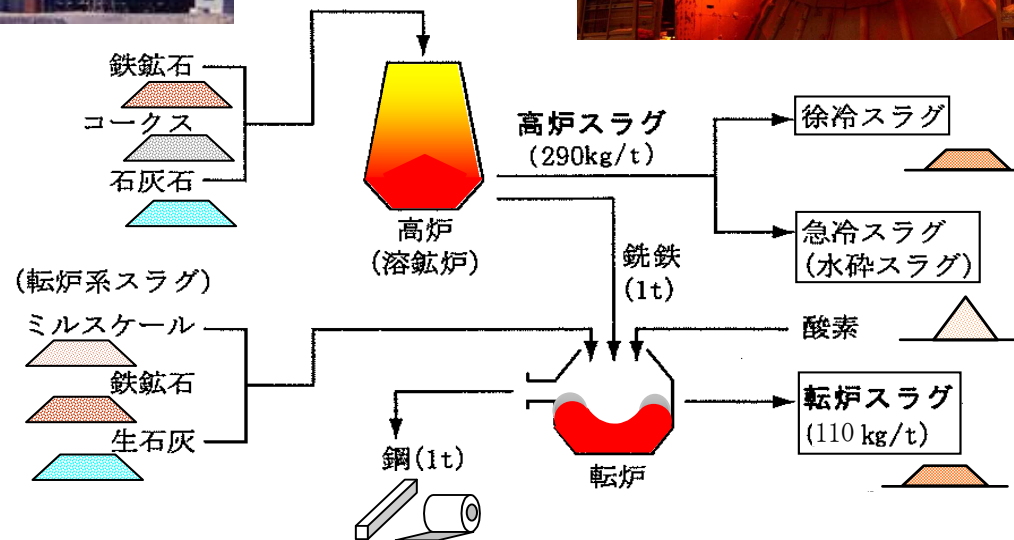 鉄鉱石
コークス
石灰石
高炉
(溶鉱炉)
高炉スラグ
(290kg/t)
徐冷スラグ
急冷スラグ
(水砕スラグ)
銑鉄
(1t)
(転炉系スラグ)
ミルスケール
鉄鉱石
生石灰
酸素
鋼(1t)
転炉
転炉スラグ
(110 kg/t)